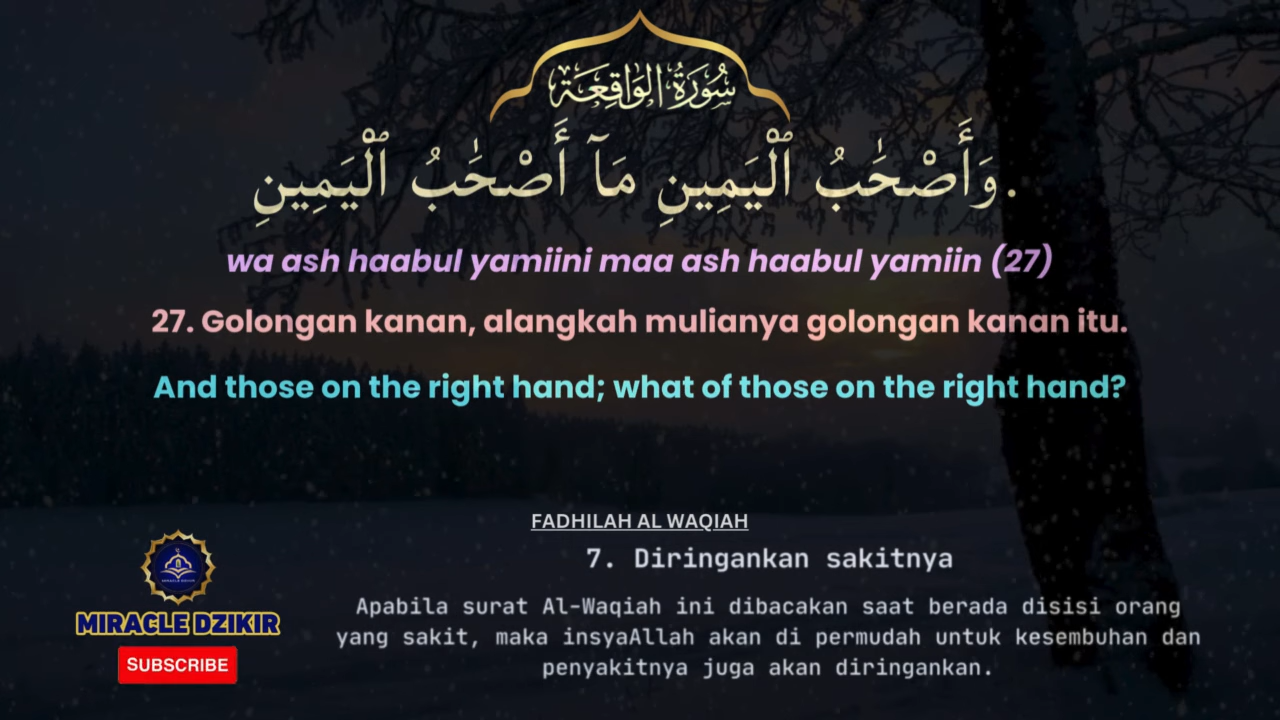 سُورَةُ الْوَاقِعَة
وَأَصْحَٰبُ ٱلْيَمِينِ مَآ أَصْحَٰبُ ٱلْيَمِينِ.
wa ash haabul yamiini maa ash haabul yamiin (27)
27. Golongan kanan, alangkah mulianya golongan kanan itu.
And those on the right hand; what of those on the right hand?
FADHILAH AL WAQIAH
7. Diringankan sakitnya
Apabila surat Al-Waqiah ini dibacakan saat berada disisi orang
yang sakit, maka insyaAllah akan di permudah untuk kesembuhan dan
penyakitnya juga akan diringankan.
MIRACLE DZIKIR
MIRACLE DZIKIR
SUBSCRIBE